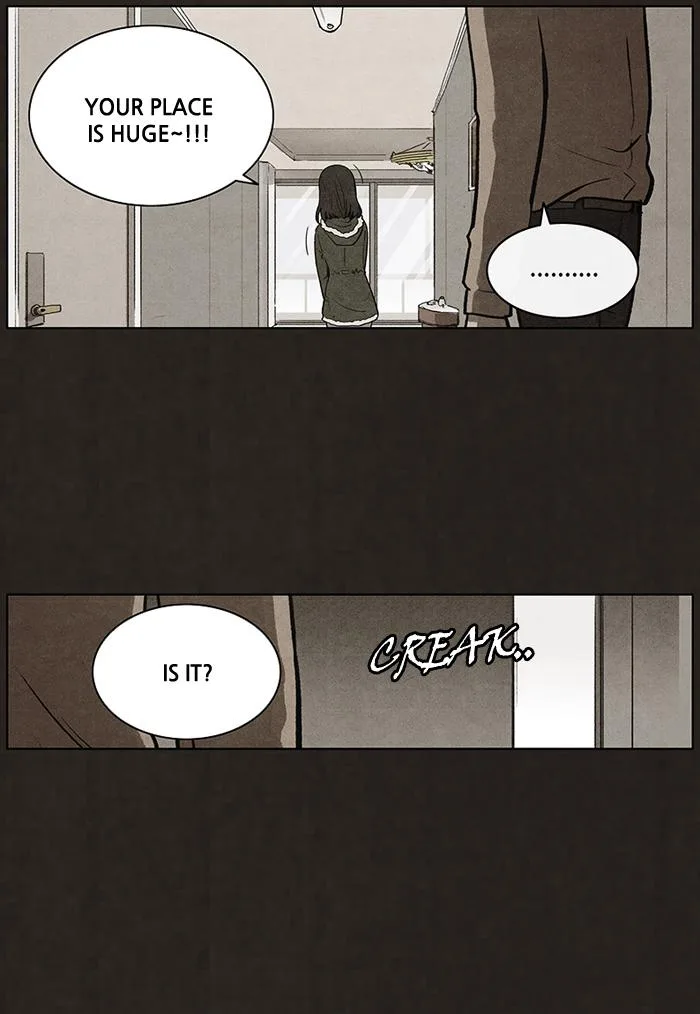 YOUR PLACE
IS HUGE~!!!
..........
IS IT?
CREAK..